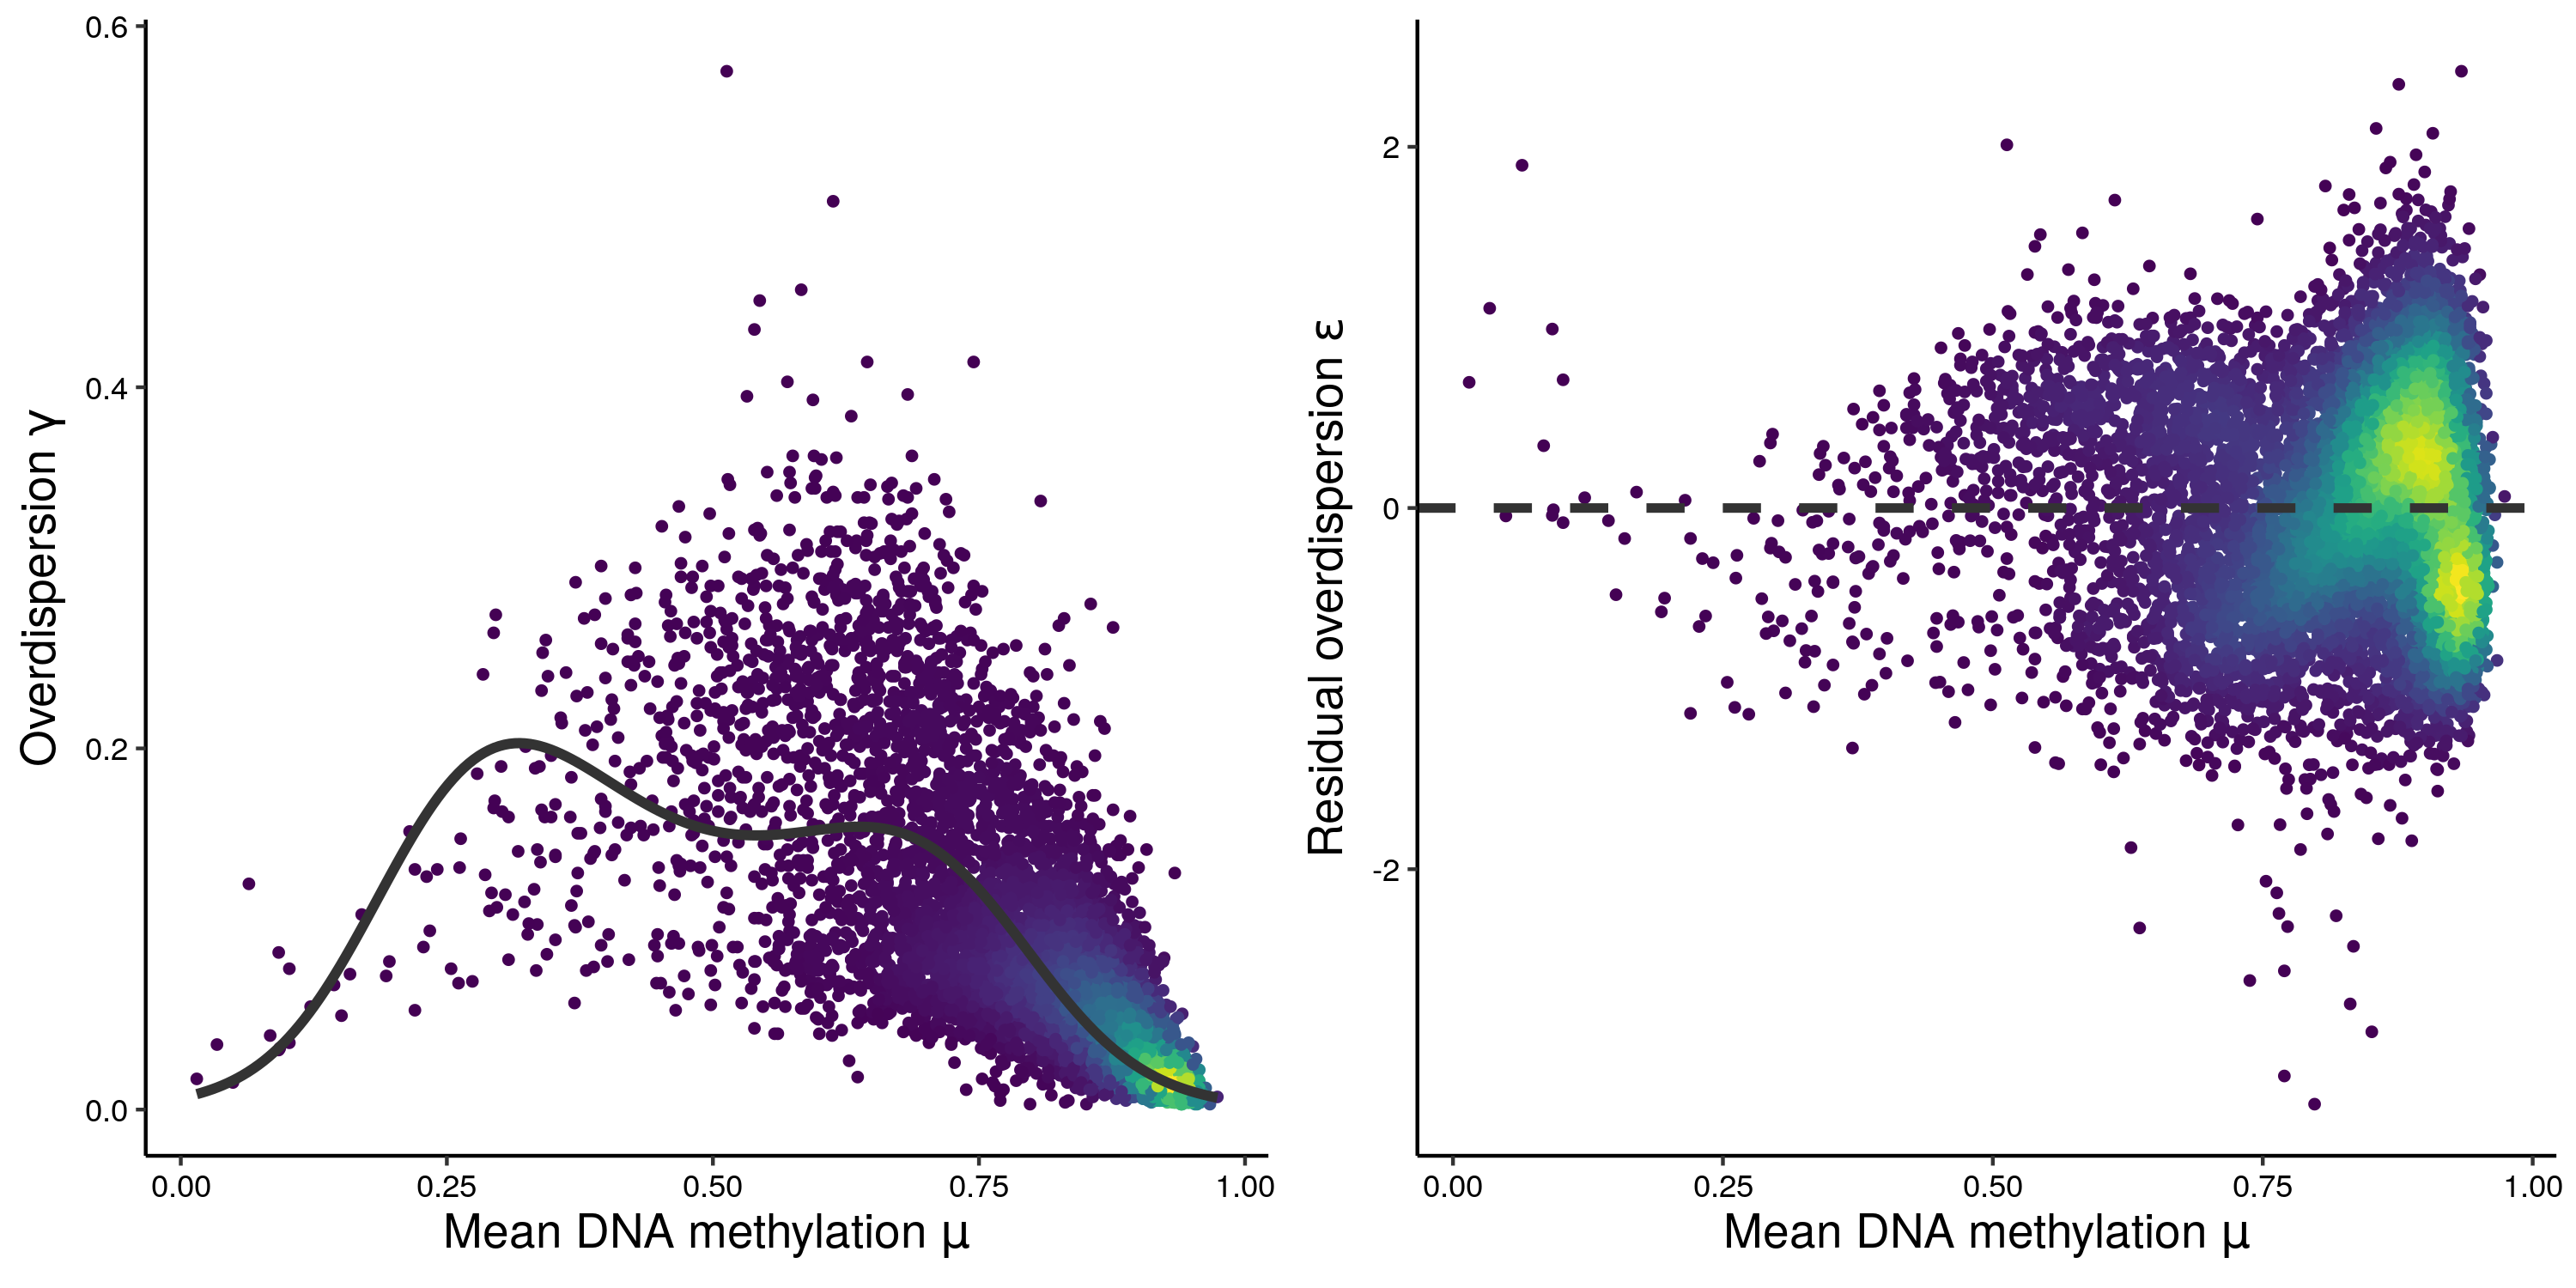 Overdispersion γ
0.6
0.4
0.2
0.0
0.00 0.25 0.50 0.75 1.00
Mean DNA methylation μ
Residual overdispersion ε
2
0
-2
0.00 0.25 0.50 0.75 1.00
Mean DNA methylation μ